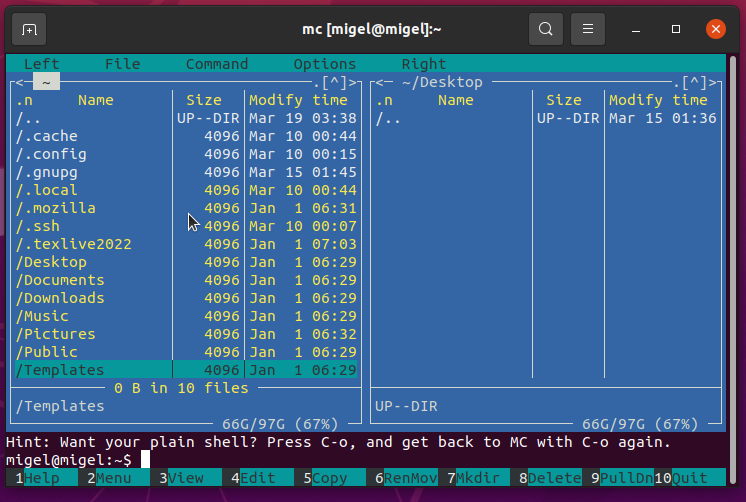 mc [migel@migel]:~
Left File Command Options Right
<─ ~ ─.[^]>
.n Name Size Modify time
/.. UP--DIR Mar 19 03:38
/.cache 4096 Mar 10 00:44
/.config 4096 Mar 10 00:15
/.gnupg 4096 Mar 15 01:45
/.local 4096 Mar 10 00:44
/.mozilla 4096 Jan 1 06:31
/.ssh 4096 Mar 10 00:07
/.texlive2022 4096 Jan 1 07:03
/Desktop 4096 Jan 1 06:29
/Documents 4096 Jan 1 06:29
/Downloads 4096 Jan 1 06:29
/Music 4096 Jan 1 06:29
/Pictures 4096 Jan 1 06:32
/Public 4096 Jan 1 06:29
/Templates 4096 Jan 1 06:29
0 B in 10 files
/Templates
66G/97G (67%)
<─ ~/Desktop ─.[^]>
.n Name Size Modify time
/.. UP--DIR Mar 15 01:36
UP--DIR
66G/97G (67%)
Hint: Want your plain shell? Press C-o, and get back to MC with C-o again.
migel@migel:~$
1Help 2Menu 3View 4Edit 5Copy 6RenMov 7Mkdir 8Delete 9PullDn 10Quit